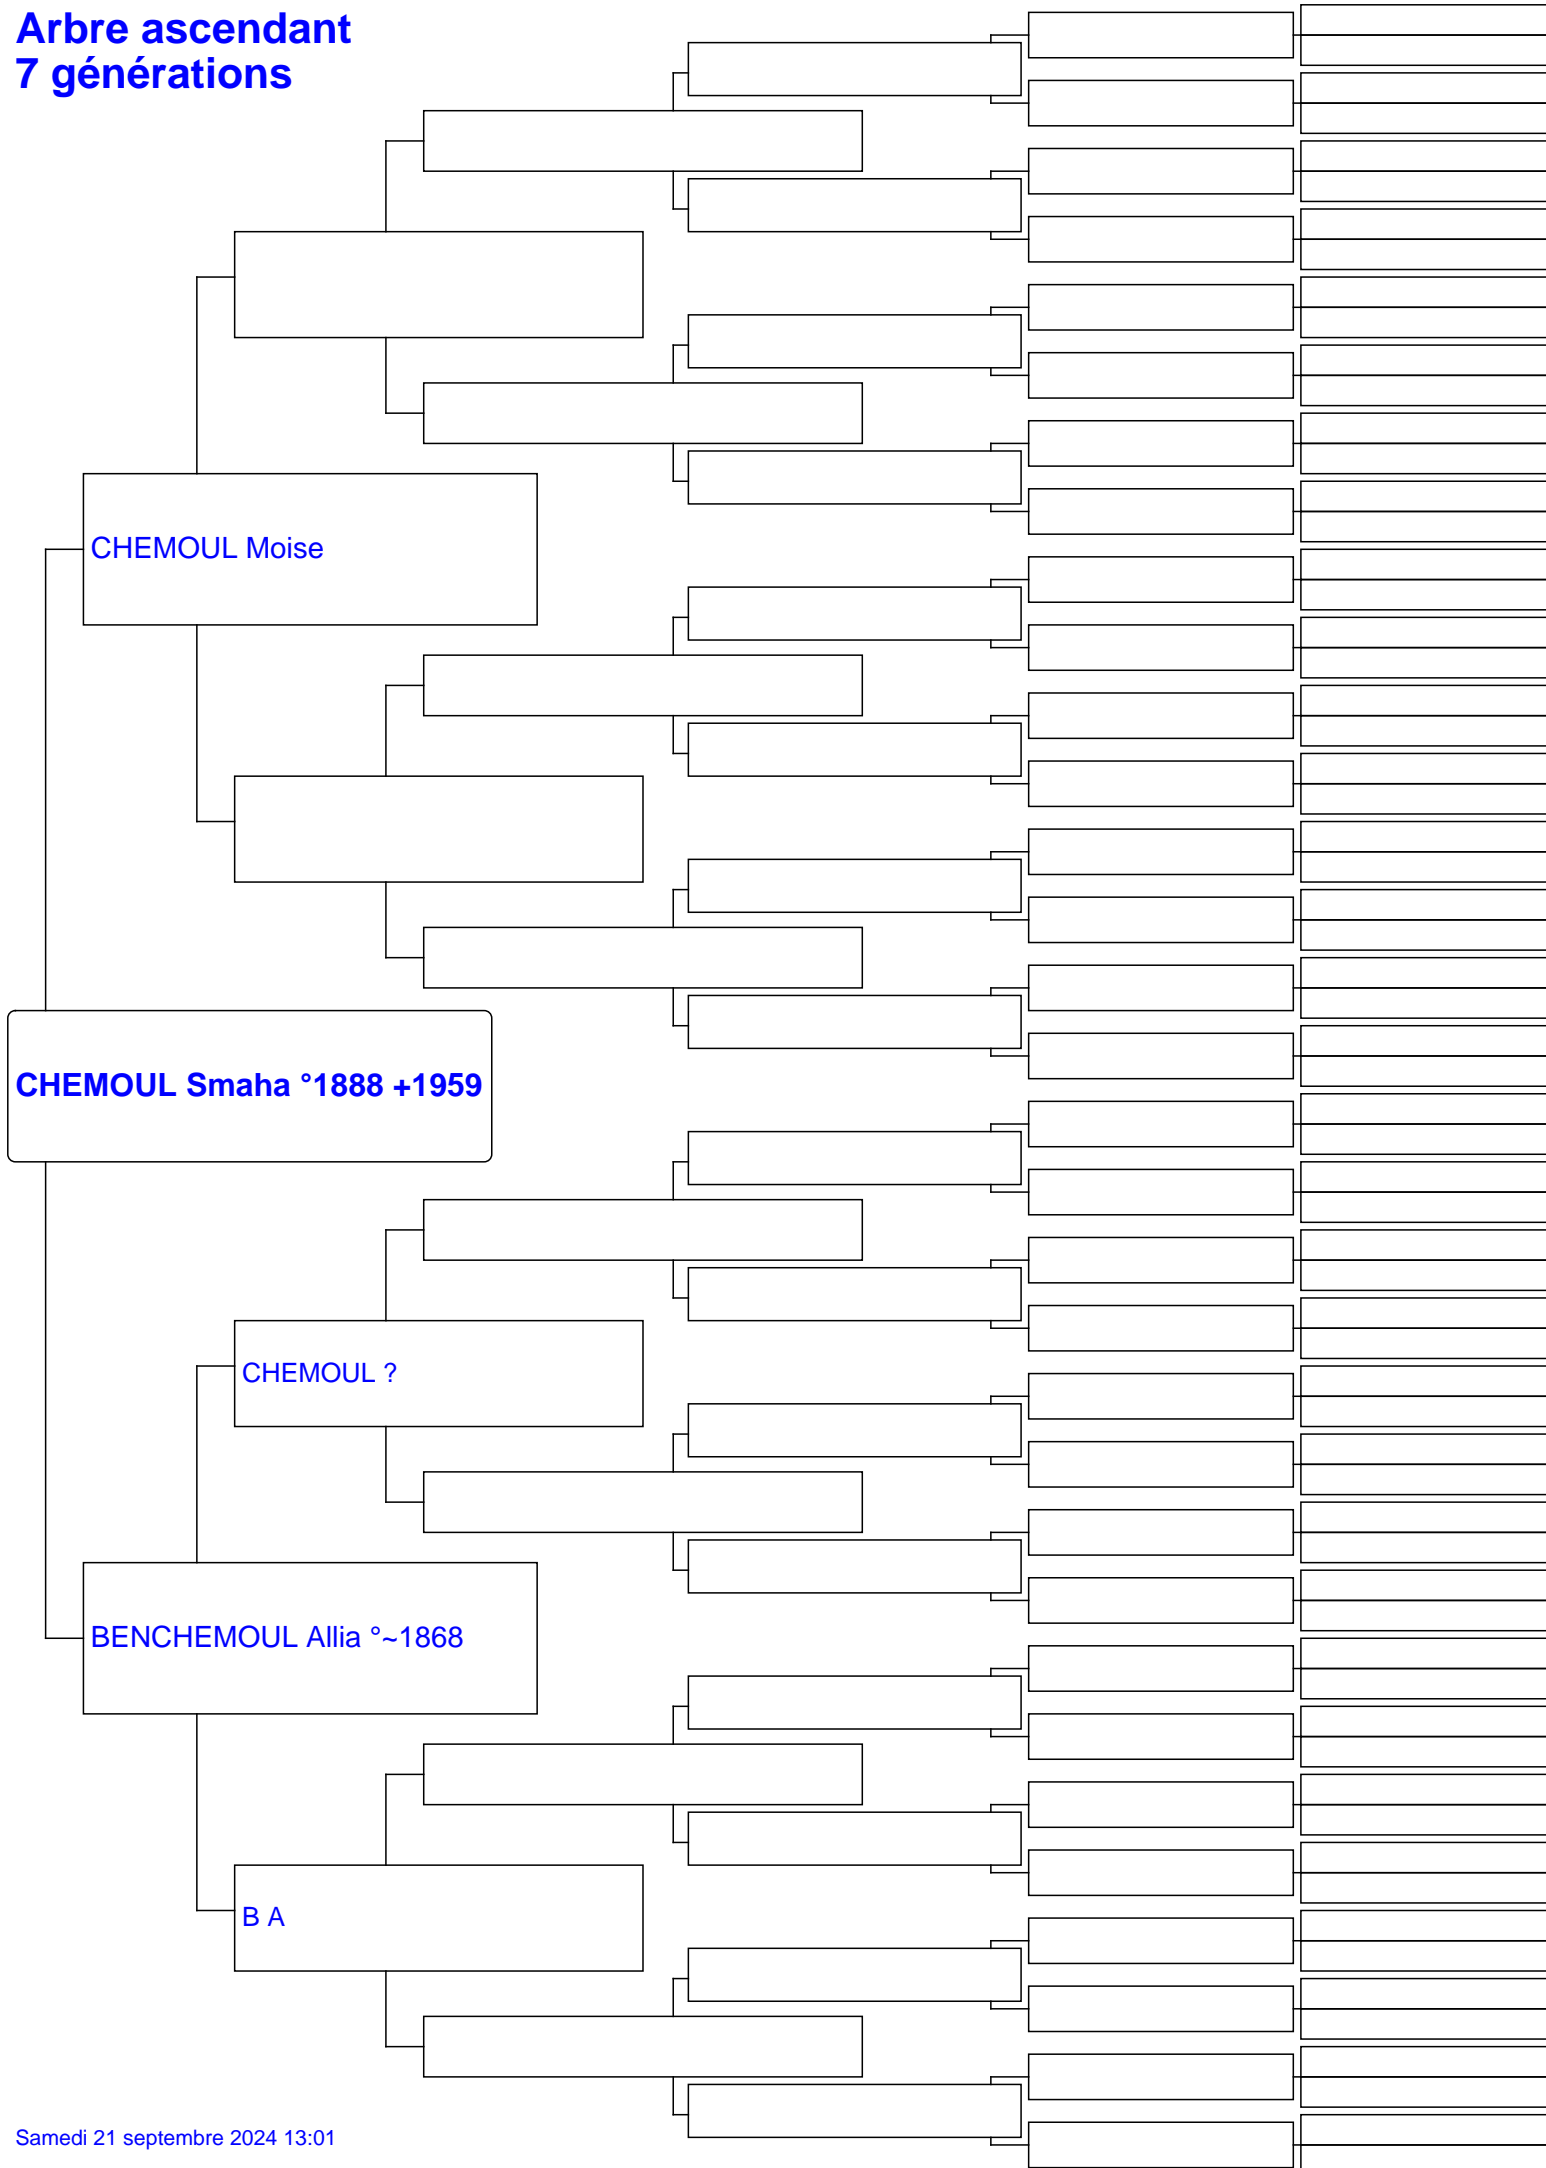 Arbre ascendant
7 générations
CHEMOUL Moise
CHEMOUL Smaha °1888 +1959
CHEMOUL ?
BENCHEMOUL Allia °~1868
B A
Samedi 21 septembre 2024 13:01